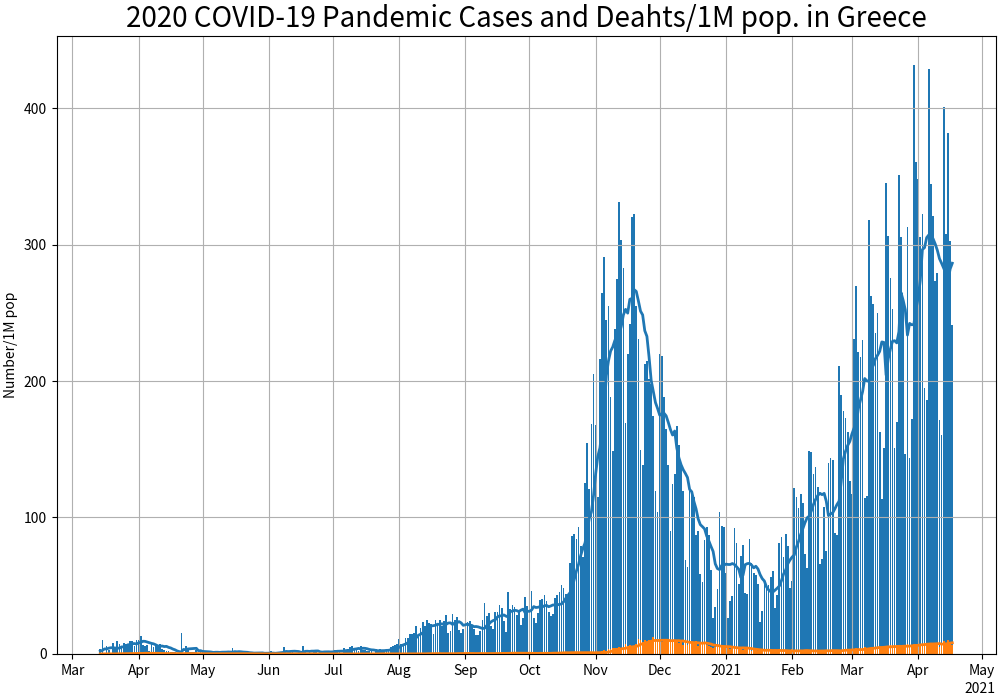 2020 COVID-19 Pandemic Cases and Deahts/1M pop. in Greece
Number/1M pop
400
300
200
100
0
Mar Apr May Jun Jul Aug Sep Oct Nov Dec 2021 Feb Mar Apr May
2021